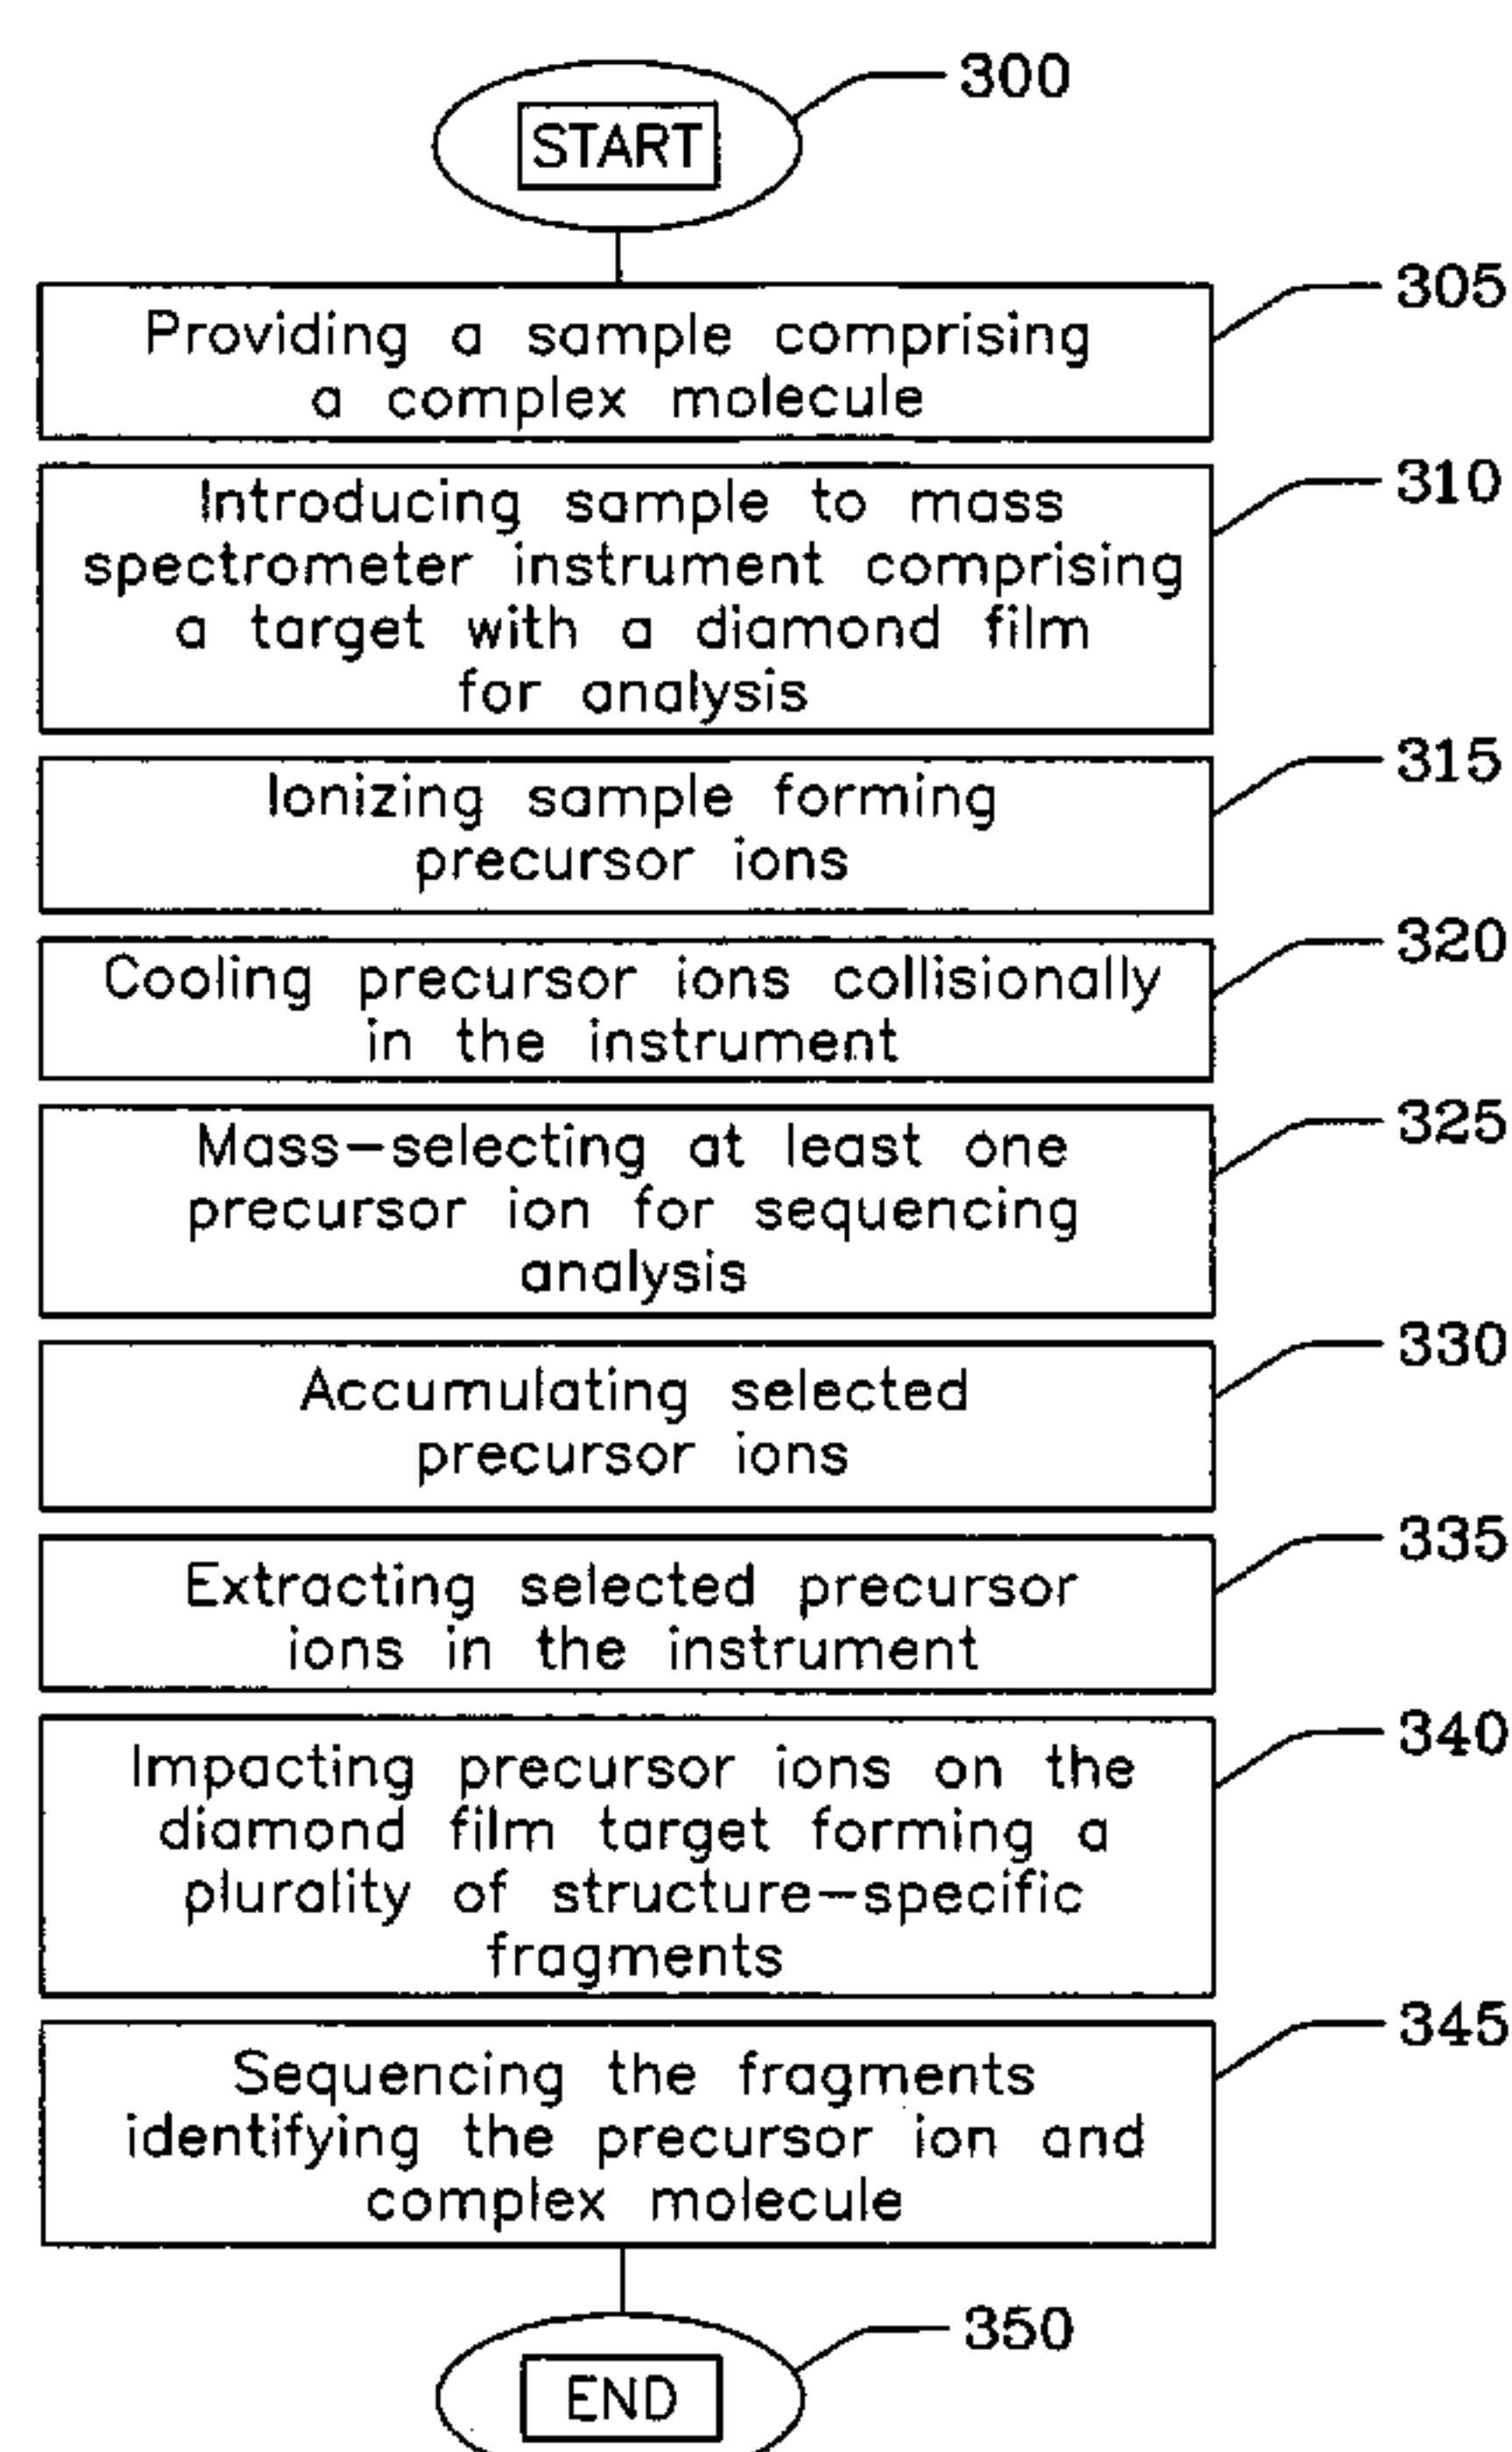 300
START
305
Providing a sample comprising
a complex molecule
310
Introducing sample to mass
spectrometer instrument comprising
a target with a diamond film
for analysis
315
Ionizing sample forming
precursor ions
320
Cooling precursor ions collisionally
in the instrument
325
Mass-selecting at least one
precursor ion for sequencing
analysis
330
Accumulating selected
precursor ions
335
Extracting selected precursor
ions in the instrument
340
Impacting precursor ions on the
diamond film target forming a
plurality of structure-specific
fragments
345
Sequencing the fragments
identifying the precursor ion and
complex molecule
350
END